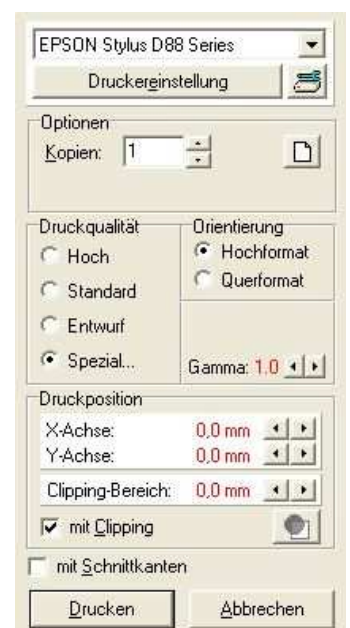 EPSON Stylus D88 Series
Druckereinstellung
Optionen
Kopien: 1
Druckqualität
Hoch
Standard
Entwurf
Spezial...
Orientierung
Hochformat
Querformat
Gamma: 1.0
Druckposition
X-Achse: 0,0 mm
Y-Achse: 0,0 mm
Clipping-Bereich: 0,0 mm
mit Clipping
mit Schnittkanten
Drucken Abbrechen